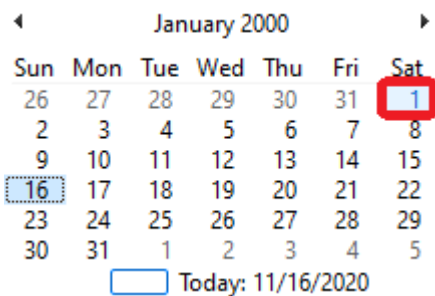 January 2000
Sun Mon Tue Wed Thu Fri Sat
26 27 28 29 30 31 1
2 3 4 5 6 7 8
9 10 11 12 13 14 15
16 17 18 19 20 21 22
23 24 25 26 27 28 29
30 31 1 2 3 4 5
Today: 11/16/2020